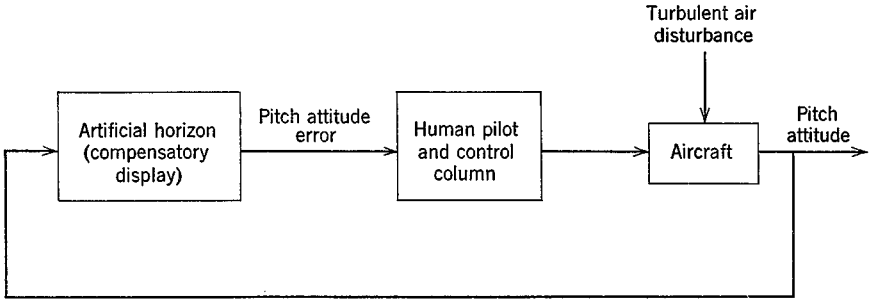 Turbulent air
disturbance
Artificial horizon
(compensatory
display)
Pitch attitude
error
Human pilot
and control
column
Aircraft
Pitch
attitude